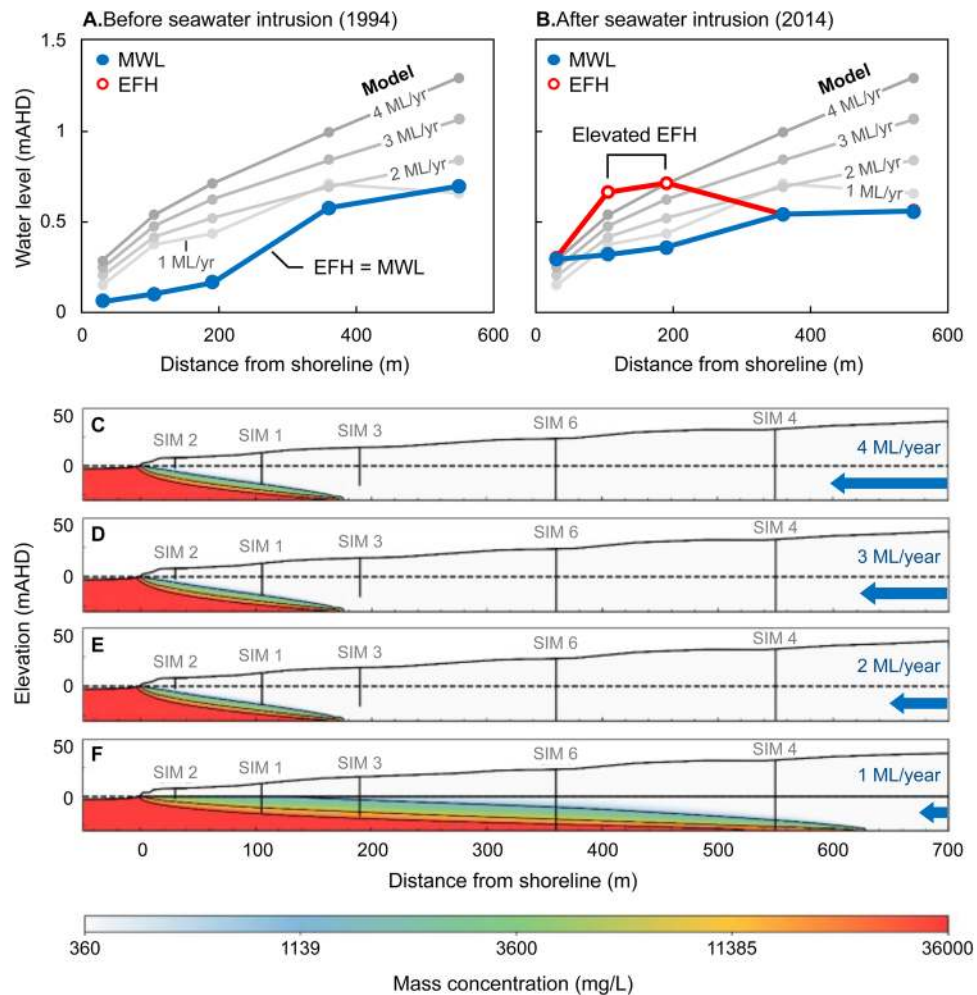 A.Before seawater intrusion (1994)
B.After seawater intrusion (2014)
1.5
1
0.5
0
Water level (mAHD)
MWL
EFH
Model
4 ML/yr
3 ML/yr
2 ML/yr
1 ML/yr
EFH = MWL
0 200 400 600
Distance from shoreline (m)
MWL
EFH
Model
4 ML/yr
3 ML/yr
2 ML/yr
1 ML/yr
Elevated EFH
0 200 400 600
Distance from shoreline (m)
Elevation (mAHD)
50
0
C
SIM 2 SIM 1 SIM 3 SIM 6 SIM 4
4 ML/year
50
0
D
SIM 2 SIM 1 SIM 3 SIM 6 SIM 4
3 ML/year
50
0
E
SIM 2 SIM 1 SIM 3 SIM 6 SIM 4
2 ML/year
50
0
F
SIM 2 SIM 1 SIM 3 SIM 6 SIM 4
1 ML/year
0 100 200 300 400 500 600 700
Distance from shoreline (m)
360 1139 3600 11385 36000
Mass concentration (mg/L)